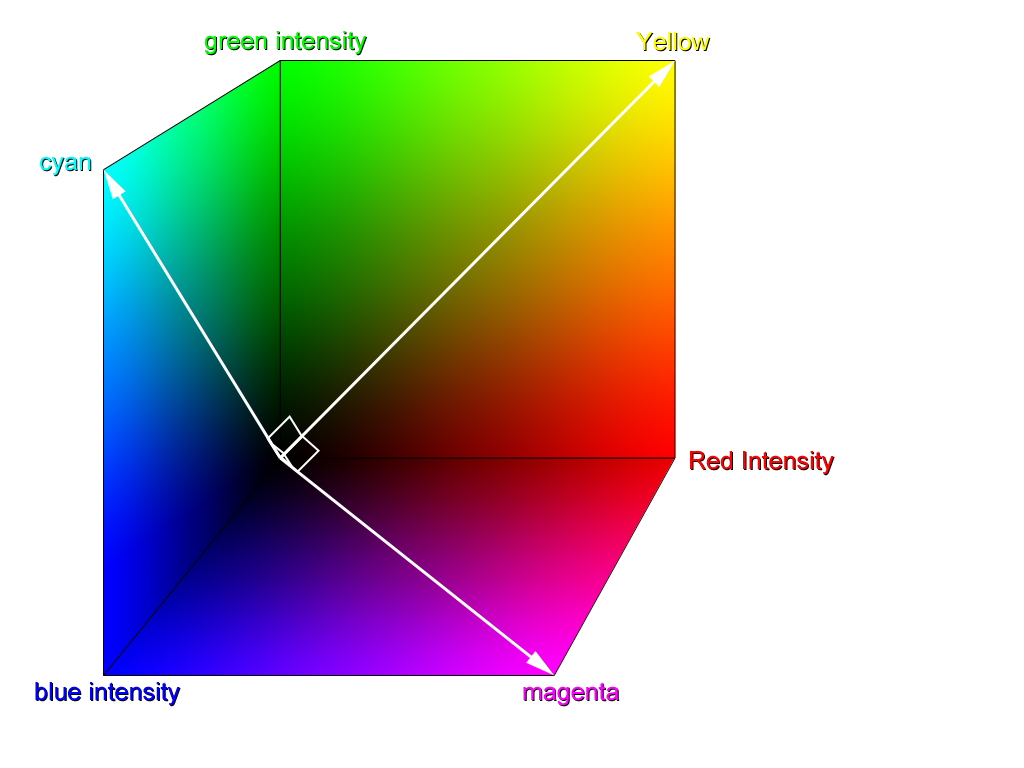 green intensity
Yellow
cyan
Red Intensity
blue intensity
magenta